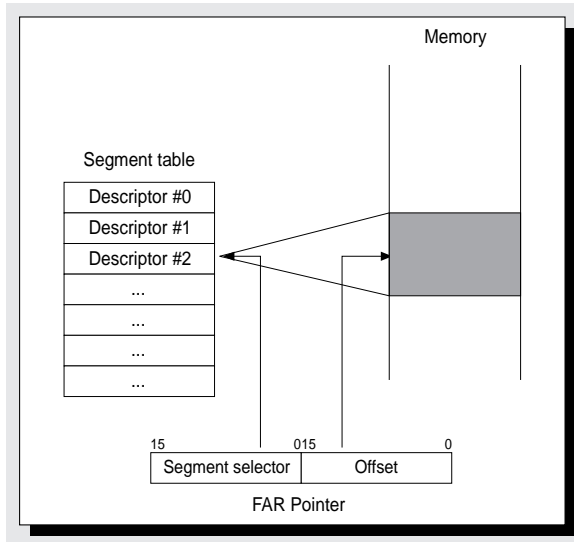 Memory
Segment table
Descriptor #0
Descriptor #1
Descriptor #2
...
...
...
...
15 015 0
Segment selector Offset
FAR Pointer